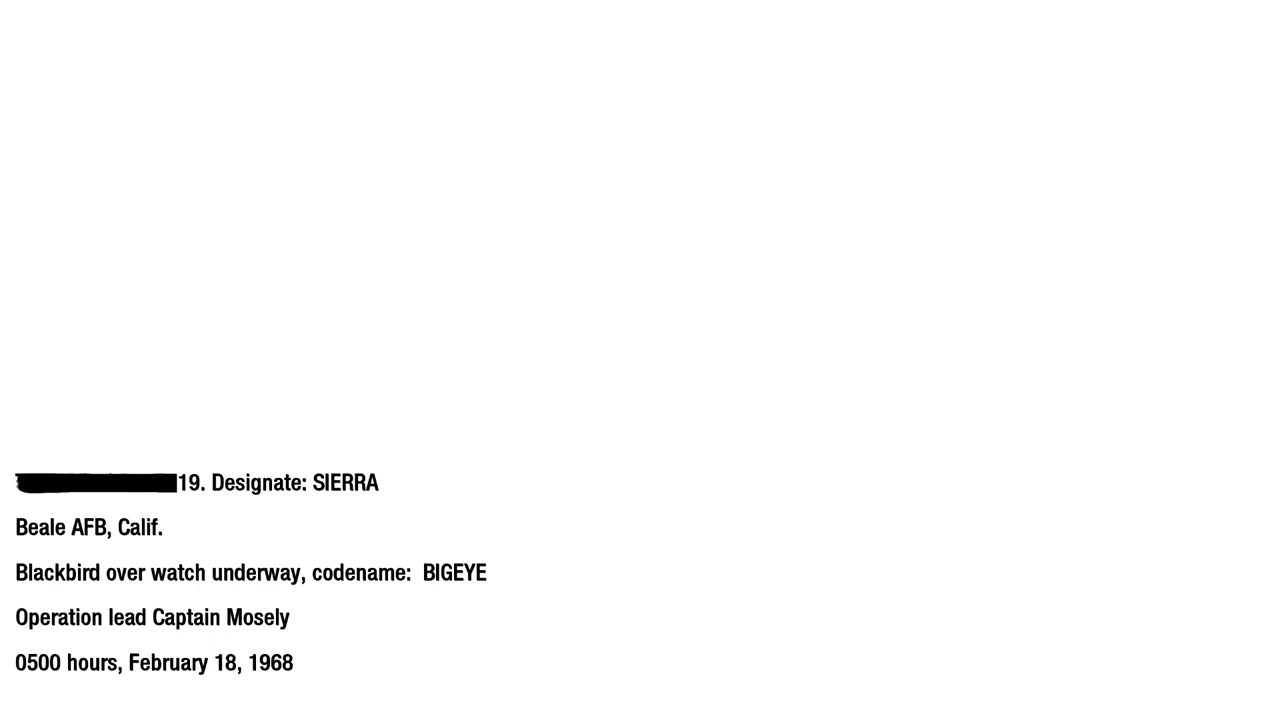 19. Designate: SIERRA
Beale AFB, Calif.
Blackbird over watch underway, codename:  BIGEYE
Operation lead Captain Mosely
0500 hours, February 18, 1968